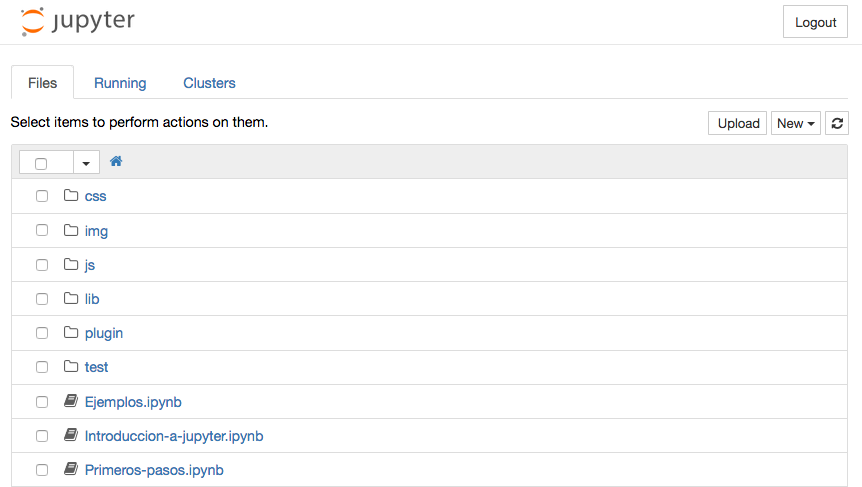 jupyter
Logout
Files Running Clusters
Select items to perform actions on them.
Upload New
css
img
js
lib
plugin
test
Ejemplos.ipynb
Introduccion-a-jupyter.ipynb
Primeros-pasos.ipynb